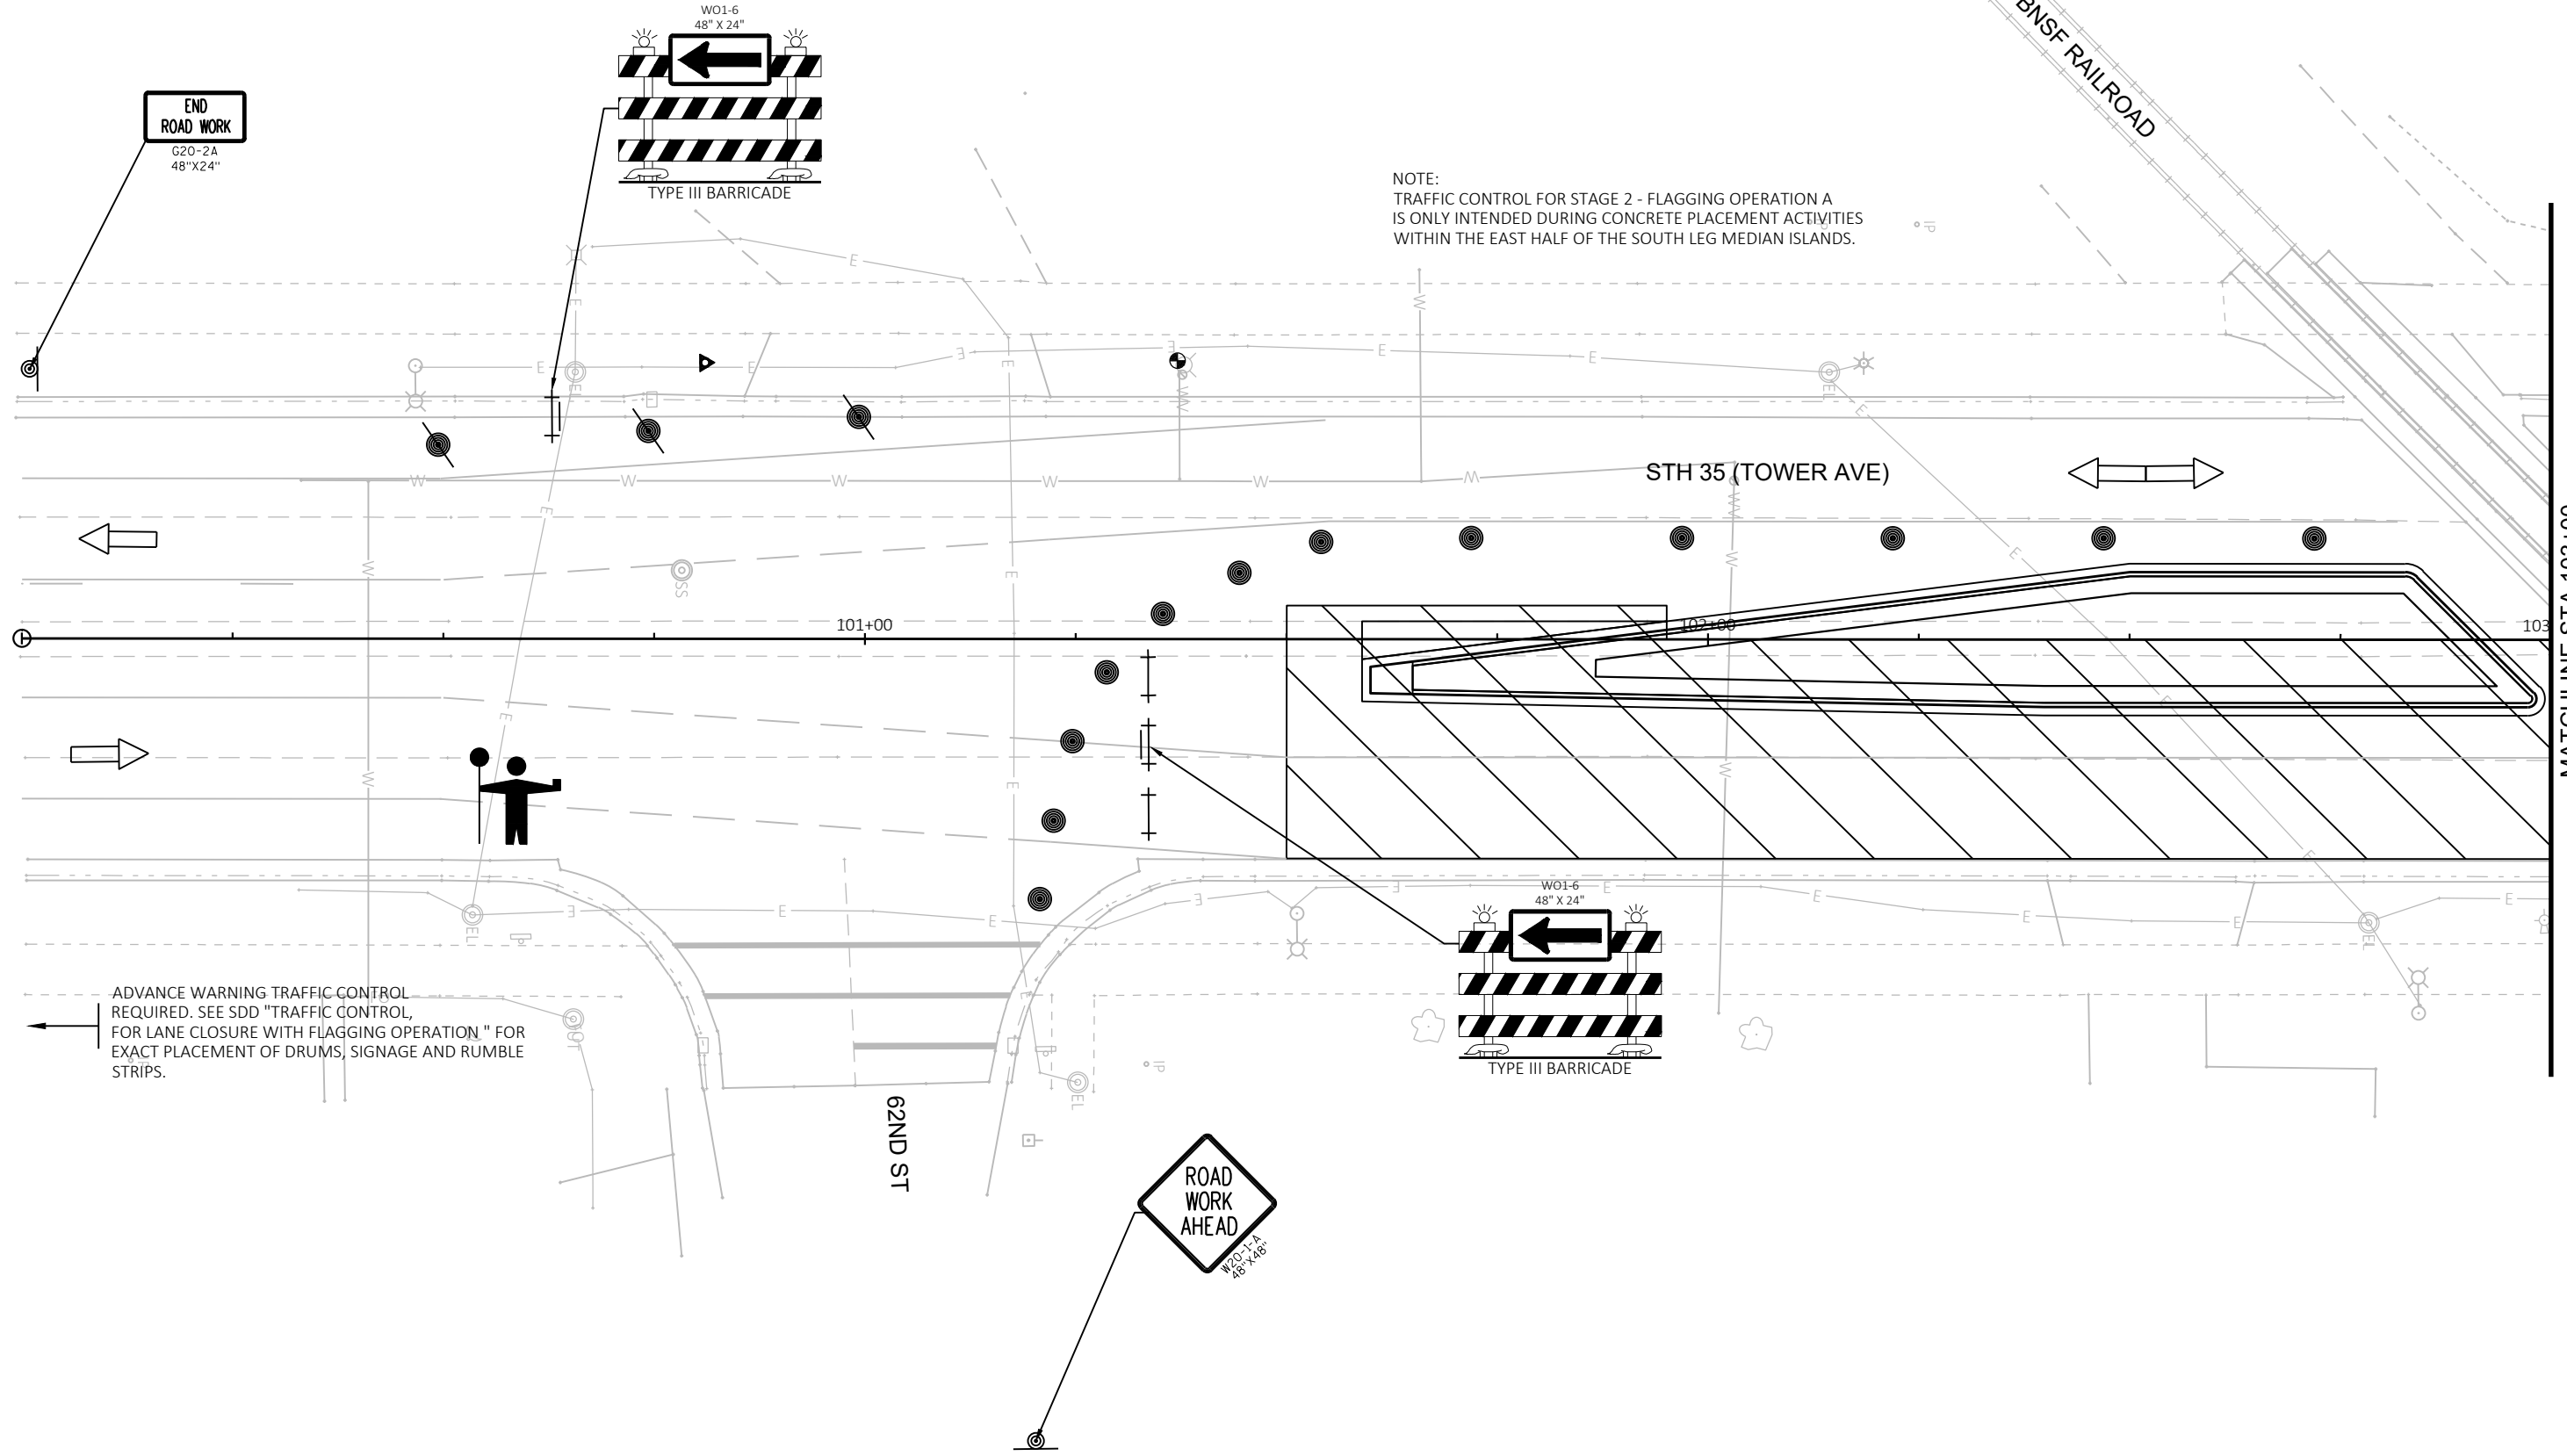 WO1-6
48" X 24"
TYPE III BARRICADE
END
ROAD WORK
G20-2A
48"X24"
BNSF RAILROAD
NOTE:
TRAFFIC CONTROL FOR STAGE 2 - FLAGGING OPERATION A
IS ONLY INTENDED DURING CONCRETE PLACEMENT ACTIVITIES
WITHIN THE EAST HALF OF THE SOUTH LEG MEDIAN ISLANDS.
STH 35 (TOWER AVE)
101+00
102+00
103
WO1-6
48" X 24"
TYPE III BARRICADE
ADVANCE WARNING TRAFFIC CONTROL
REQUIRED. SEE SDD "TRAFFIC CONTROL,
FOR LANE CLOSURE WITH FLAGGING OPERATION " FOR
EXACT PLACEMENT OF DRUMS, SIGNAGE AND RUMBLE
STRIPS.
62ND ST
ROAD
WORK
AHEAD
W20-1-A
48"X48"